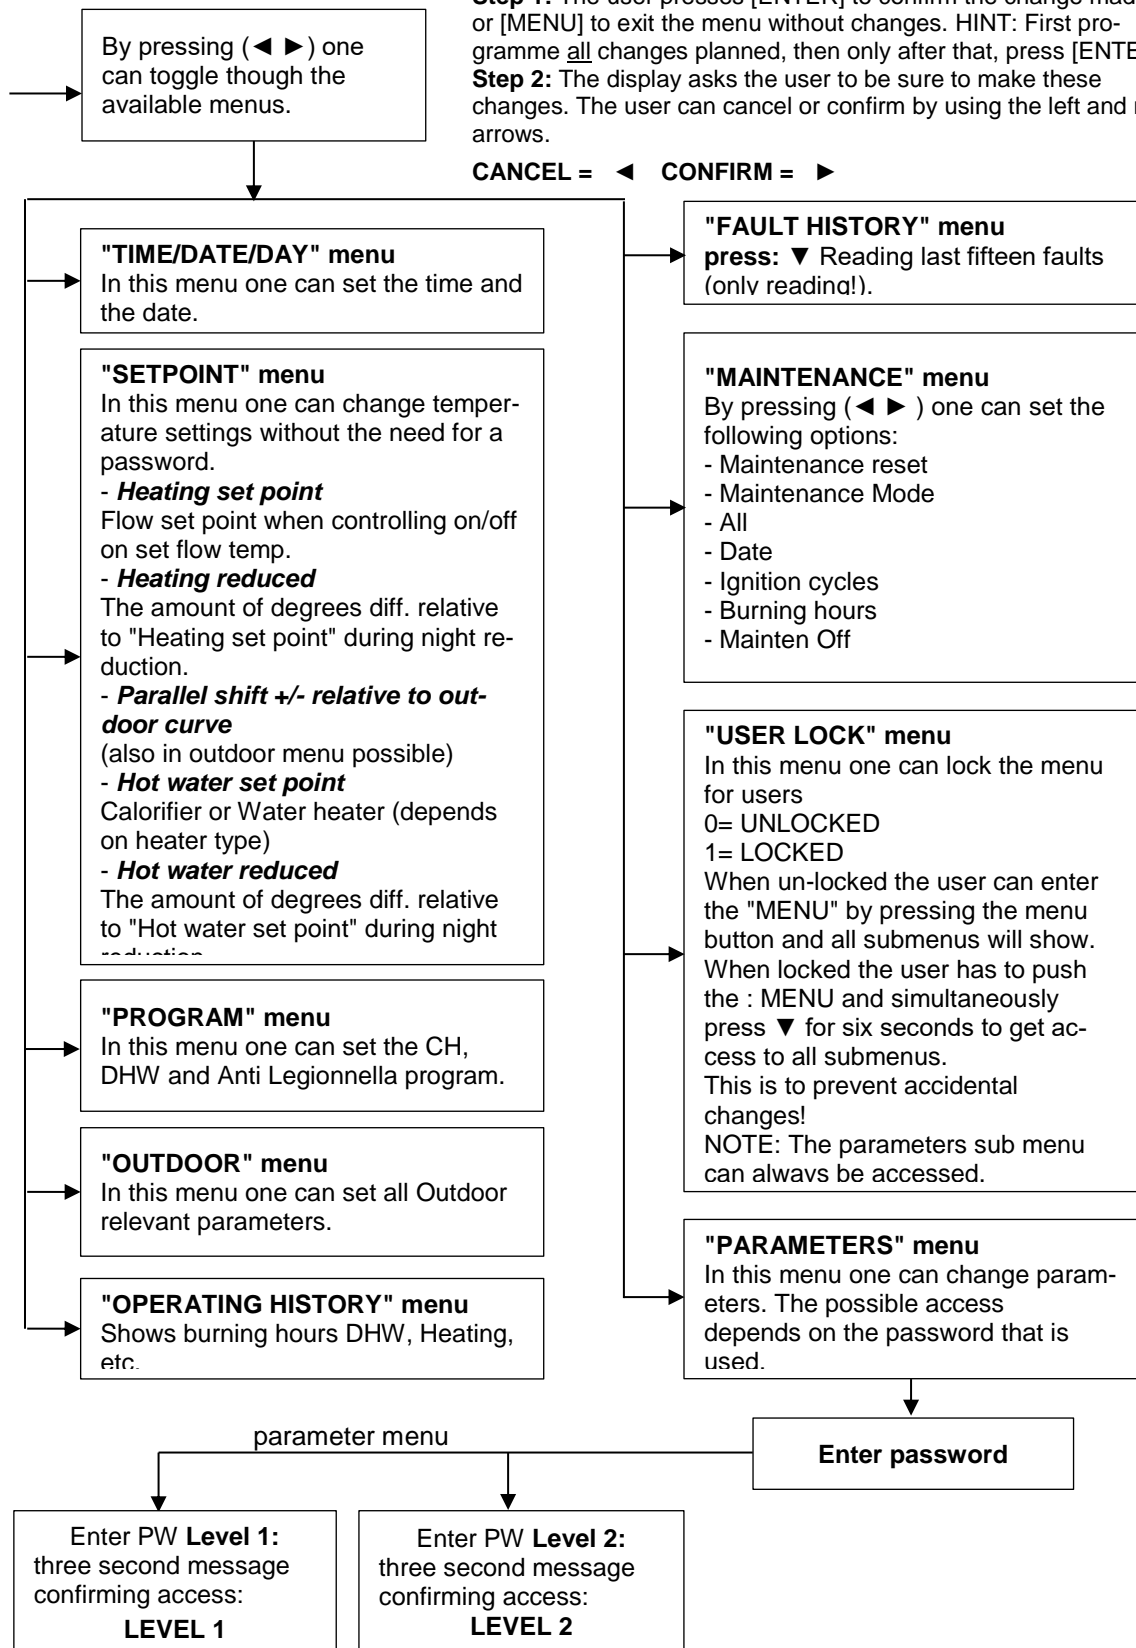 Step 1: The user presses [ENTER] to confirm the change mad
or [MENU] to exit the menu without changes. HINT: First pro-
gramme all changes planned, then only after that, press [ENTE
Step 2: The display asks the user to be sure to make these
changes. The user can cancel or confirm by using the left and
arrows.
CANCEL = ◄ CONFIRM = ►
By pressing (◄ ►) one
can toggle though the
available menus.
"TIME/DATE/DAY" menu
In this menu one can set the time and
the date.
"SETPOINT" menu
In this menu one can change temper-
ature settings without the need for a
password.
- Heating set point
Flow set point when controlling on/off
on set flow temp.
- Heating reduced
The amount of degrees diff. relative
to "Heating set point" during night re-
duction.
- Parallel shift +/- relative to out-
door curve
(also in outdoor menu possible)
- Hot water set point
Calorifier or Water heater (depends
on heater type)
- Hot water reduced
The amount of degrees diff. relative
to "Hot water set point" during night
"PROGRAM" menu
In this menu one can set the CH,
DHW and Anti Legionnella program.
"OUTDOOR" menu
In this menu one can set all Outdoor
relevant parameters.
"OPERATING HISTORY" menu
Shows burning hours DHW, Heating,
etc.
"FAULT HISTORY" menu
press: ▼ Reading last fifteen faults
(only reading!).
"MAINTENANCE" menu
By pressing (◄ ► ) one can set the
following options:
- Maintenance reset
- Maintenance Mode
- All
- Date
- Ignition cycles
- Burning hours
- Mainten Off
"USER LOCK" menu
In this menu one can lock the menu
for users
0= UNLOCKED
1= LOCKED
When un-locked the user can enter
the "MENU" by pressing the menu
button and all submenus will show.
When locked the user has to push
the : MENU and simultaneously
press ▼ for six seconds to get ac-
cess to all submenus.
This is to prevent accidental
changes!
NOTE: The parameters sub menu
can always be accessed.
"PARAMETERS" menu
In this menu one can change param-
eters. The possible access
depends on the password that is
used.
Enter password
parameter menu
Enter PW Level 1:
three second message
confirming access:
LEVEL 1
Enter PW Level 2:
three second message
confirming access:
LEVEL 2